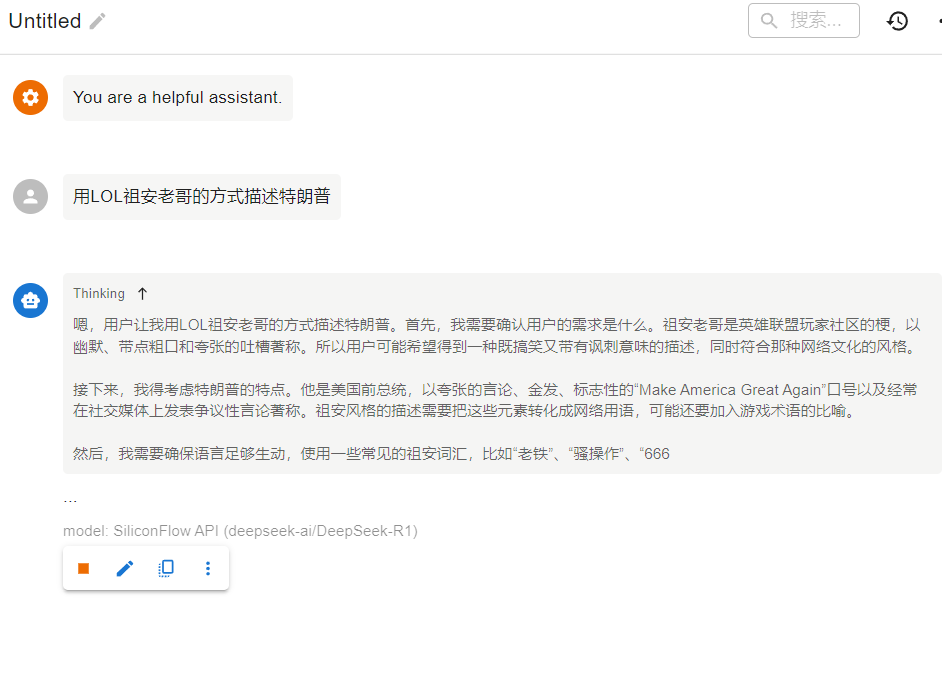 Untitled
搜索...
You are a helpful assistant.
用LOL祖安老哥的方式描述特朗普
Thinking ↑
嗯，用户让我用LOL祖安老哥的方式描述特朗普。首先，我需要确认用户的需求是什么。祖安老哥是英雄联盟玩家社区的梗，以
幽默、带点粗口和夸张的吐槽著称。所以用户可能希望得到一种既搞笑又带有讽刺意味的描述，同时符合那种网络文化的风格。
接下来，我得考虑特朗普的特点。他是美国前总统，以夸张的言论、金发、标志性的“Make America Great Again”口号以及经常
在社交媒体上发表争议性言论著称。祖安风格的描述需要把这些元素转化成网络用语，可能还要加入游戏术语的比喻。
然后，我需要确保语言足够生动，使用一些常见的祖安词汇，比如“老铁”、“骚操作”、“666
...
model: SiliconFlow API (deepseek-ai/DeepSeek-R1)